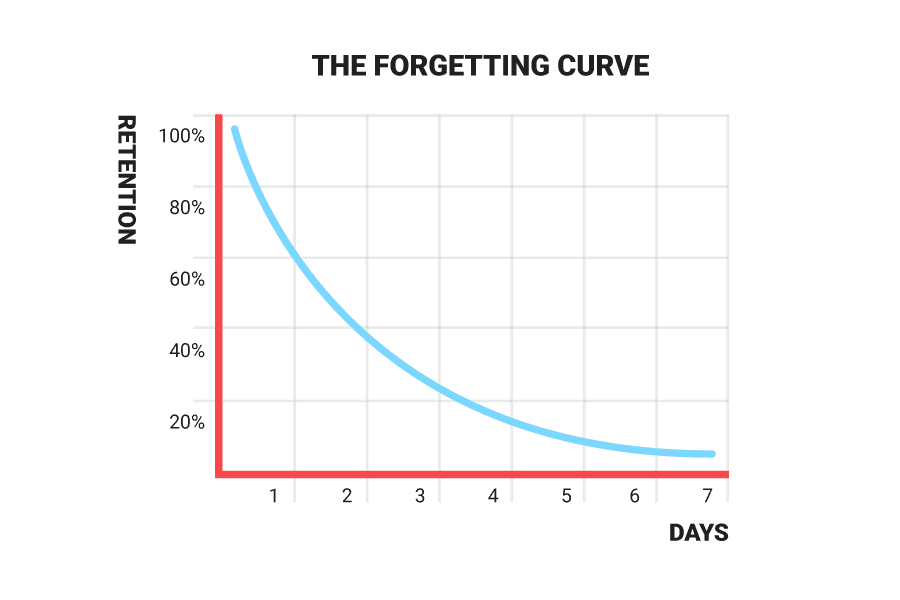 THE FORGETTING CURVE
RETENTION
100%
80%
60%
40%
20%
1 2 3 4 5 6 7
DAYS